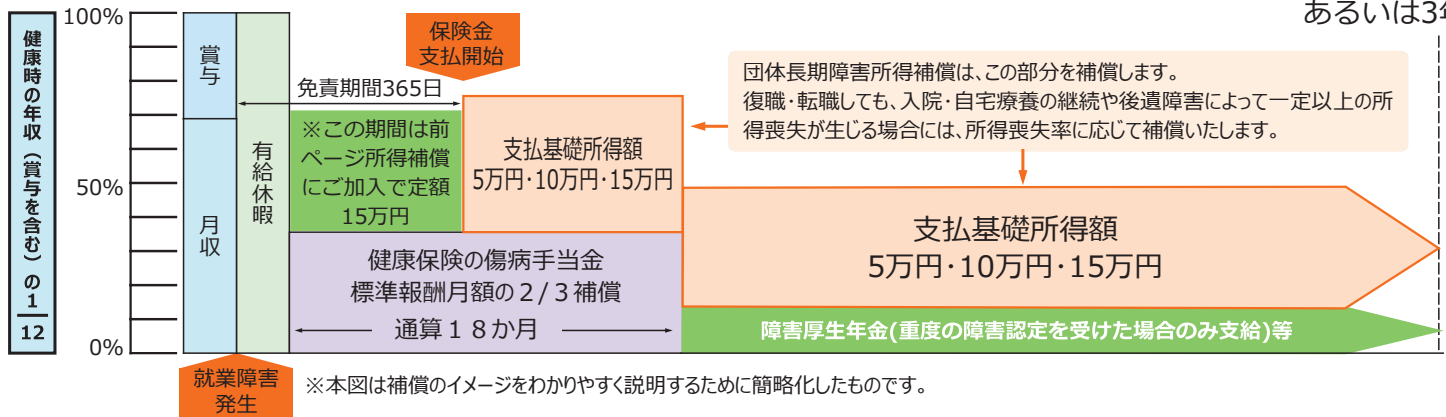 あるいは3年
100%
50%
0%
健康時の年収（賞与を含む）の1/12
賞与
月収
有給休暇
保険金
支払開始
免責期間365日
※この期間は前
ページ所得補償
にご加入で定額
15万円
支払基礎所得額
5万円・10万円・15万円
団体長期障害所得補償は、この部分を補償します。
復職・転職しても、入院・自宅療養の継続や後遺障害によって一定以上の所
得喪失が生じる場合には、所得喪失率に応じて補償いたします。
健康保険の傷病手当金
標準報酬月額の２/３補償
通算１８か月
支払基礎所得額
5万円・10万円・15万円
障害厚生年金(重度の障害認定を受けた場合のみ支給)等
就業障害
発生
※本図は補償のイメージをわかりやすく説明するために簡略化したものです。